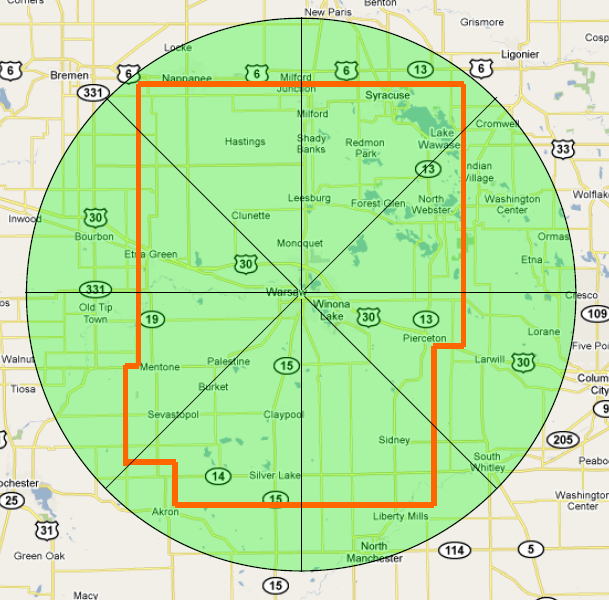 Corners
New Paris
Benton
Grismore
Locke
Ligonier
Cosp
6
Bremen
6
Nappanee
6
Milford
Junction
6
13
6
331
Syracuse
Milford
Cromwell
Hastings
Shady
Banks
Redmon
Park
Lake
Wawase
33
13
Indian
Village
Leesburg
Forest Glen
North
Webster
Washington
Center
Wolflake
Inwood
30
Bourbon
Clunette
Ormas
Moncquet
Etna Green
30
Etna
331
Warsaw
Cresco
Old Tip
Town
19
Winona
Lake
30
13
109
Pierceton
Lorane
Five Poi
Walnut
Mentone
Palestine
15
Larwill
30
Tiosa
Burket
Colum
City
Sevastopol
Claypool
9
Sidney
205
South
Whitley
Peabo
ochester
14
Silver Lake
25
15
Washington
Center
Akron
Liberty Mills
31
Green Oak
North
Manchester
114
5
15
Macy